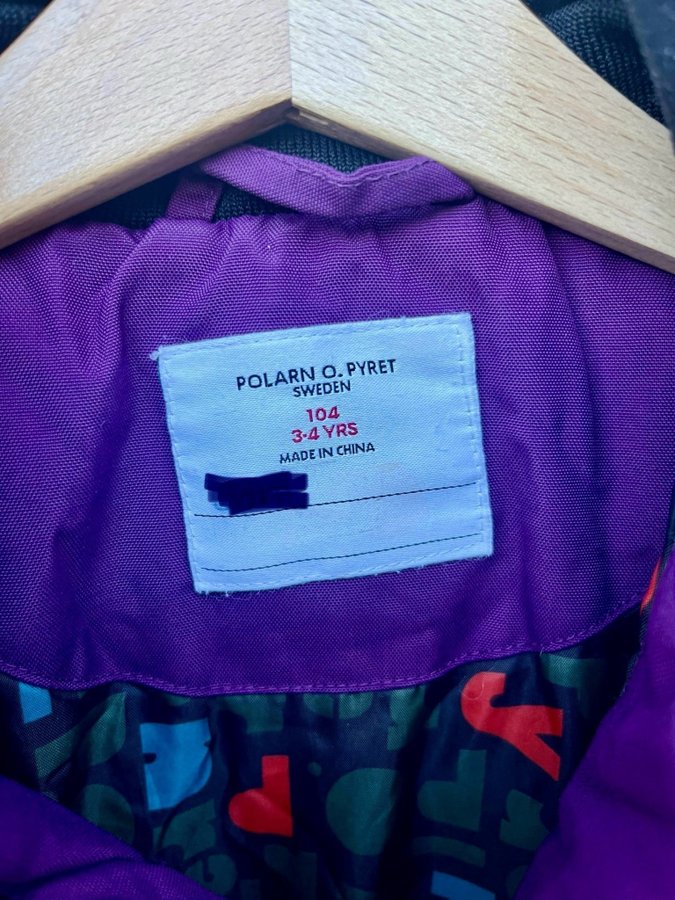 POLARN O. PYRET
SWEDEN
104
3-4 YRS
MADE IN CHINA